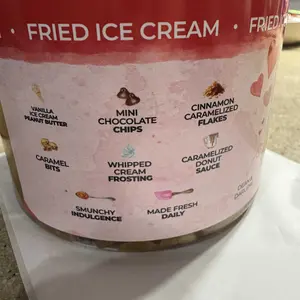 • FRIED ICE CREAM • FRIED
VANILLA
ICE CREAM
PEANUT BUTTER
MINI
CHOCOLATE
CHIPS
CINNAMON
CARAMELIZED
FLAKES
CARAMEL
BITS
WHIPPED
CREAM
FROSTING
CARAMELIZED
DONUT
SAUCE
SMUNCHY
INDULGENCE
MADE FRESH
DAILY